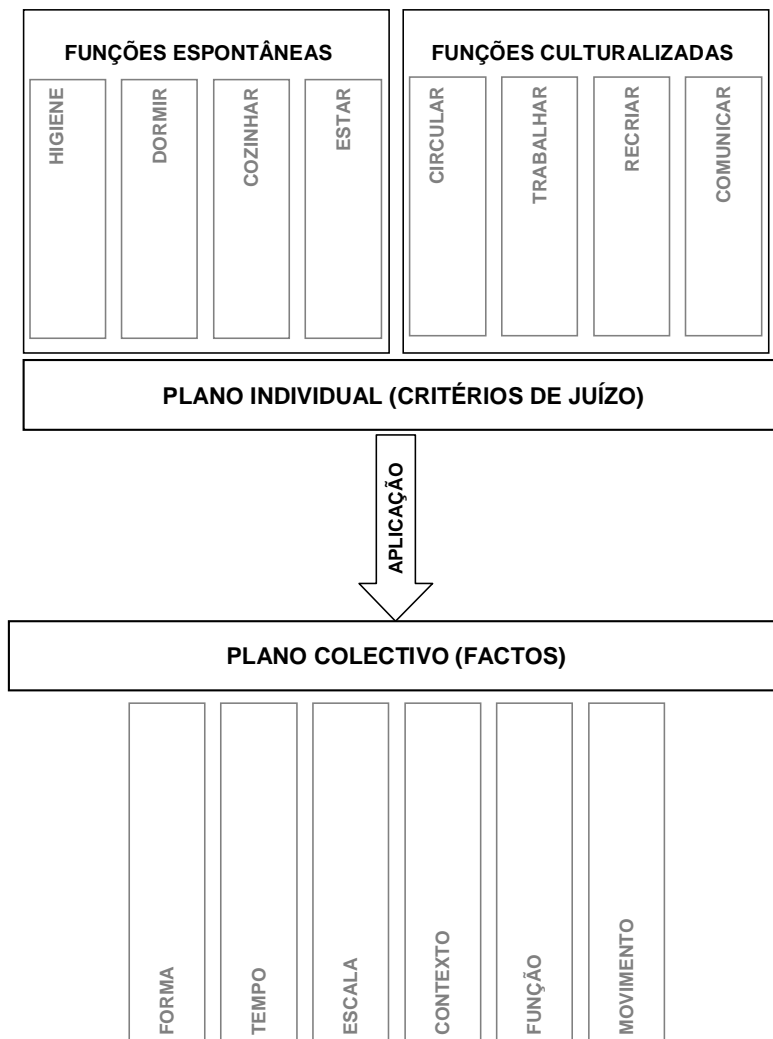 FUNÇÕES ESPONTÂNEAS
HIGIENE
DORMIR
COZINHAR
ESTAR
FUNÇÕES CULTURALIZADAS
CIRCULAR
TRABALHAR
RECRIAR
COMUNICAR
PLANO INDIVIDUAL (CRITÉRIOS DE JUÍZO)
APLICAÇÃO
PLANO COLECTIVO (FACTOS)
FORMA
TEMPO
ESCALA
CONTEXTO
FUNÇÃO
MOVIMENTO